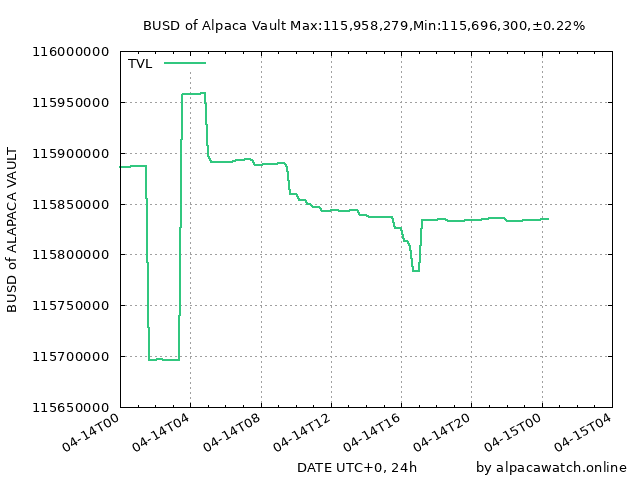 BUSD of Alpaca Vault Max:115,958,279,Min:115,696,300,±0.22%
TVL
116000000
115950000
115900000
115850000
115800000
115750000
115700000
115650000
BUSD of ALAPACA VAULT
04-14T00
04-14T04
04-14T08
04-14T12
04-14T16
04-14T20
04-15T00
04-15T04
DATE UTC+0, 24h
by alpacawatch.online